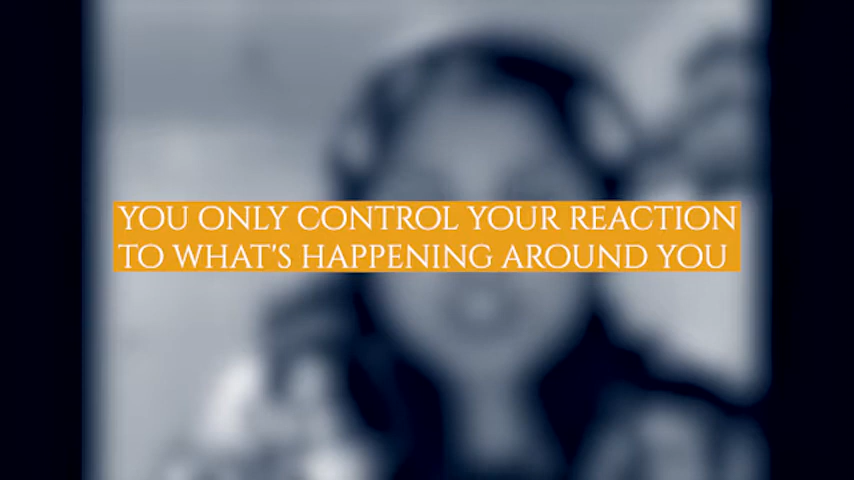 YOU ONLY CONTROL YOUR REACTION
TO WHAT'S HAPPENING AROUND YOU